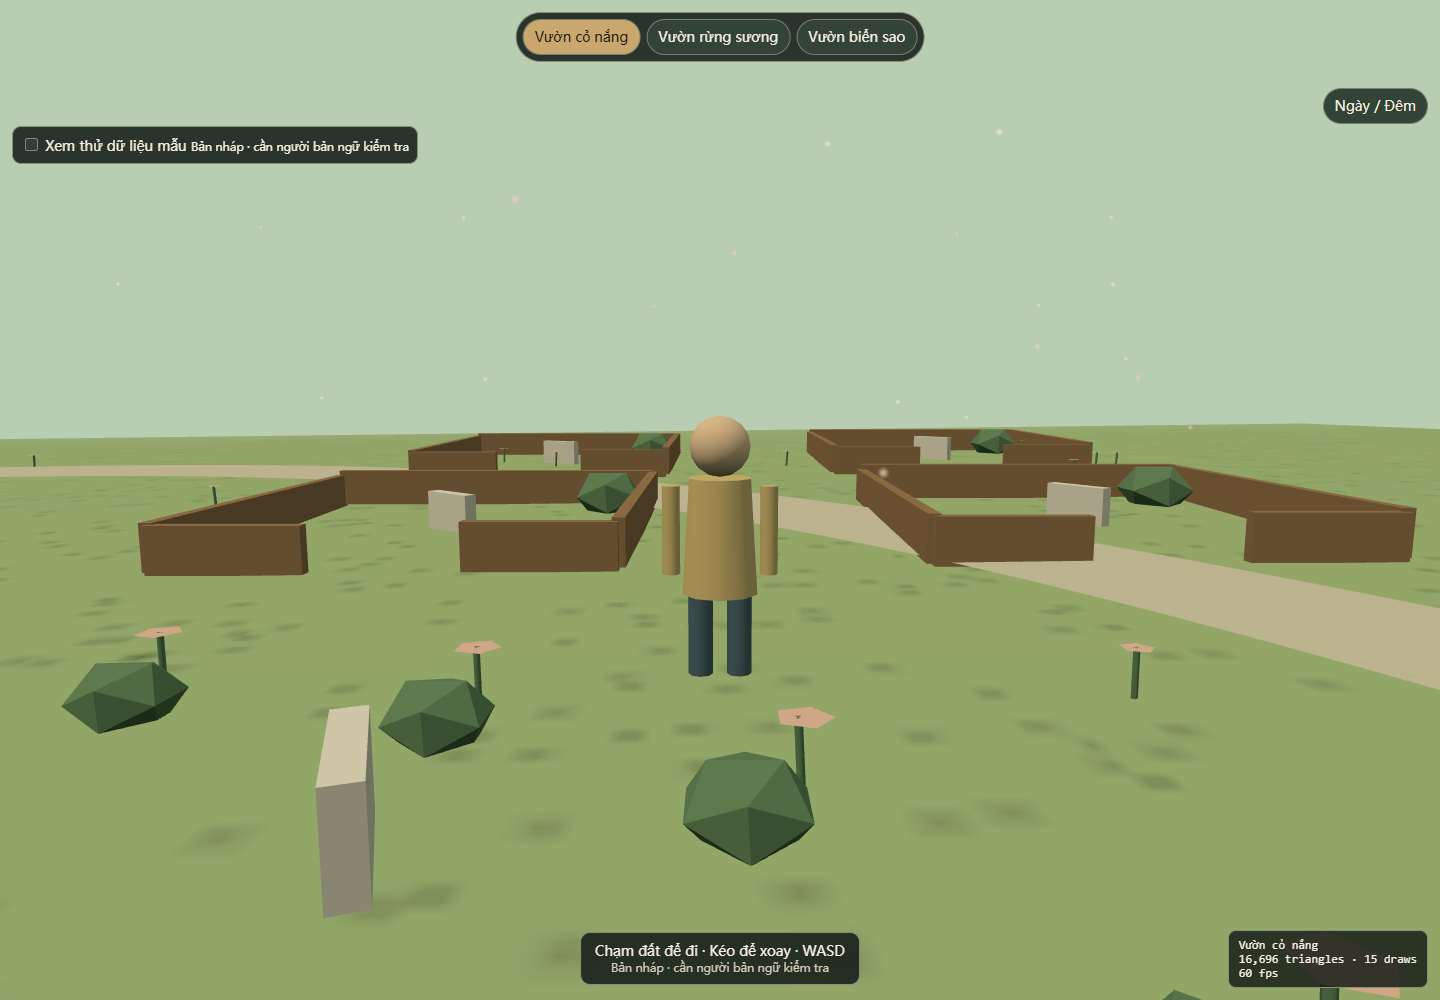 Vườn cỏ nắng
Vườn rừng sương
Vườn biển sao
Ngày / Đêm
Xem thử dữ liệu mẫu Bản nháp · cần người bản ngữ kiểm tra
Chạm đất để đi · Kéo để xoay · WASD
Bản nháp · cần người bản ngữ kiểm tra
Vườn cỏ nắng
16,696 triangles · 15 draws
60 fps